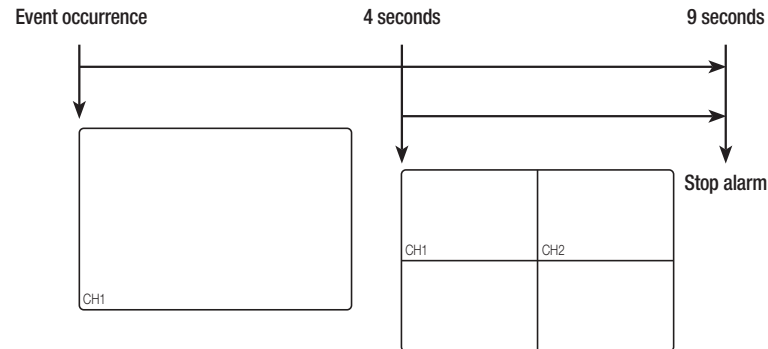 Event occurrence
4 seconds
9 seconds
Stop alarm
CH1
CH2
CH1